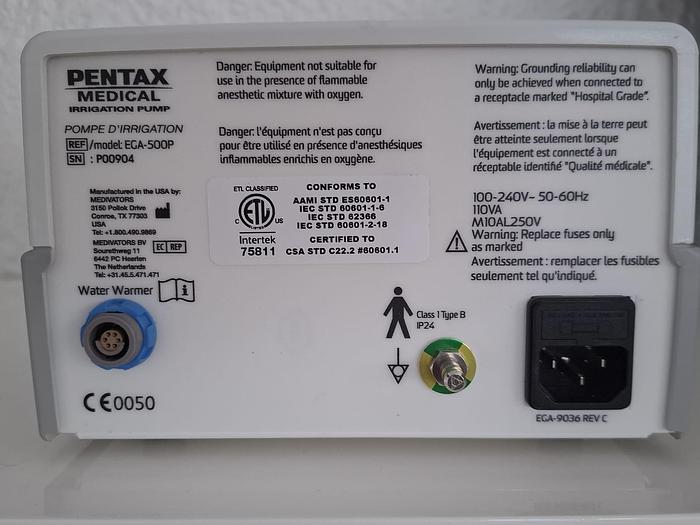 PENTAX
MEDICAL
IRRIGATION PUMP
POMPE D'IRRIGATION
REF/model: EGA-500P
SN : P00904
Manufactured in the USA by:
MEDIVATORS
3150 Pollok Drive
Conroe, TX 77303
USA
Tel: +1.800.490.9869
MEDIVATORS BV
Sourethweg 11
6442 PC Heerlen
The Netherlands
Tel: +31.45.5.471.471
EC REP
Water Warmer
CE0050
Danger: Equipment not suitable for
use in the presence of flammable
anesthetic mixture with oxygen.
Danger: l'équipement n'est pas conçu
pour être utilisé en présence d'anesthésiques
inflammables enrichis en oxygène.
ETL CLASSIFIED
C ETL US
Intertek
75811
CONFORMS TO
AAMI STD ES60601-1
IEC STD 60601-1-6
IEC STD 62366
IEC STD 60601-2-18
CERTIFIED TO
CSA STD C22.2 #60601.1
Warning: Grounding reliability can
only be achieved when connected to
a receptacle marked "Hospital Grade".
Avertissement : la mise à la terre peut
être atteinte seulement lorsque
l'équipement est connecté à un
réceptable identifié "Qualité médicale".
100-240V~ 50-60Hz
110VA
M10AL250V
Warning: Replace fuses only
as marked
Avertissement : remplacer les fusibles
seulement tel qu'indiqué.
Class 1 Type B
IP24
EGA-9036 REV C